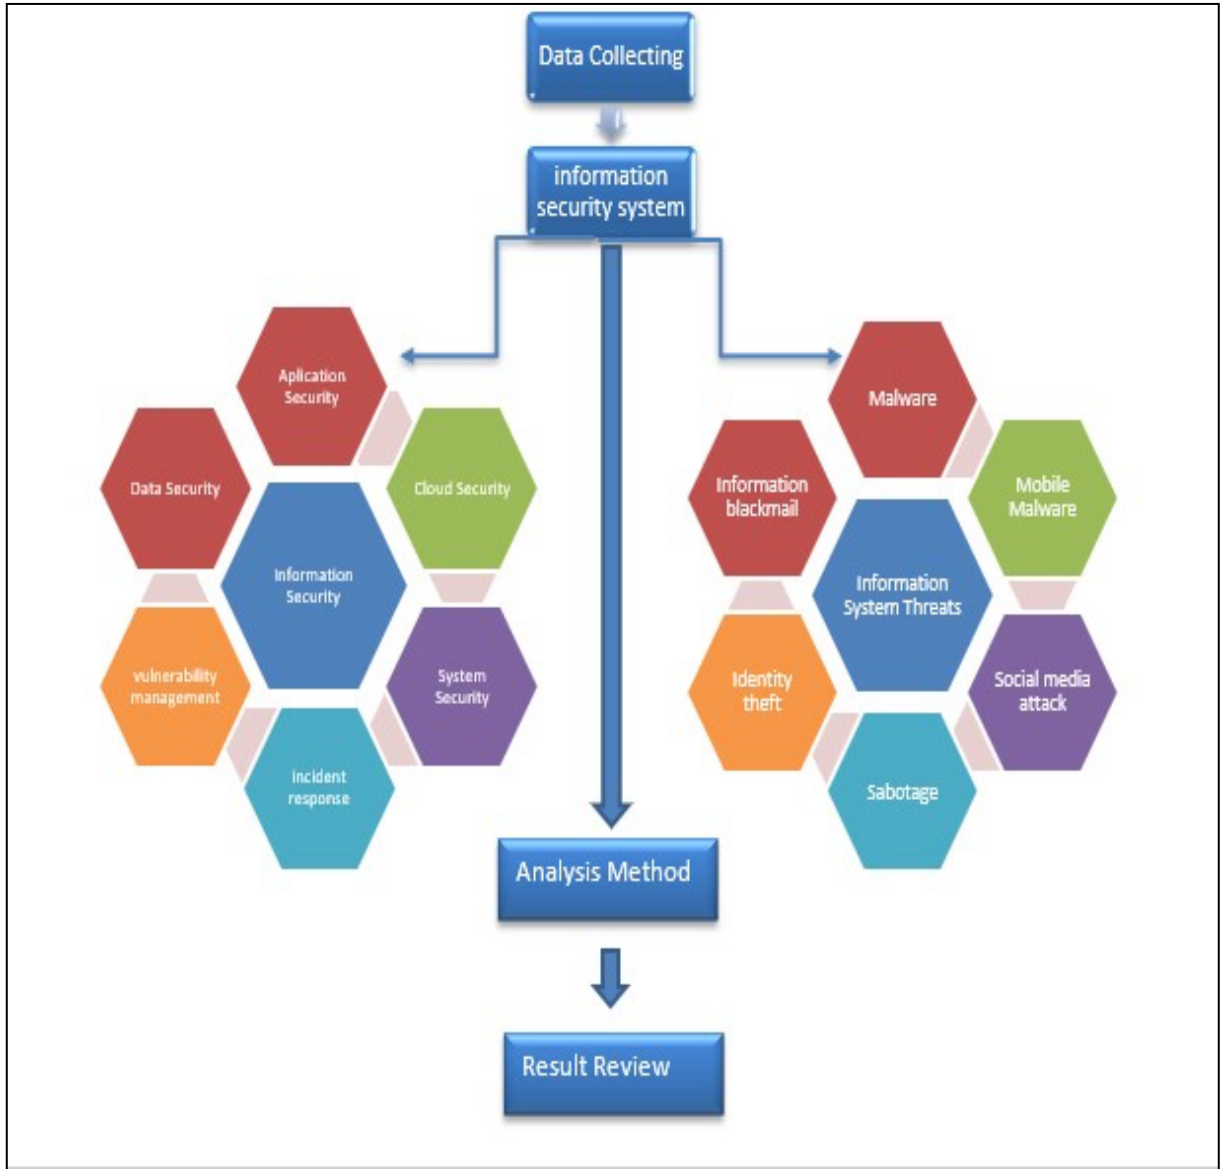 Data Collecting
information
security system
Aplication
Security
Data Security
Cloud Security
Information
Security
vulnerability
management
System
Security
incident
response
Malware
Information
blackmail
Mobile
Malware
Information
System Threats
Identity
theft
Social media
attack
Sabotage
Analysis Method
Result Review